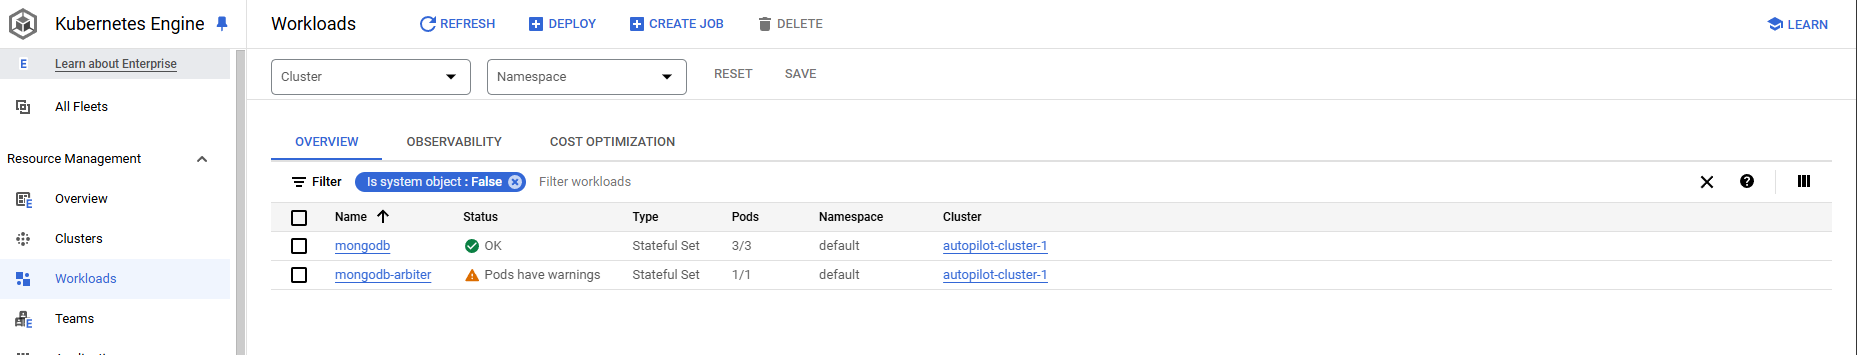 Kubernetes Engine
Workloads
REFRESH
DEPLOY
CREATE JOB
DELETE
LEARN
E Learn about Enterprise
All Fleets
Resource Management
Overview
Clusters
Workloads
Teams
Cluster
Namespace
RESET
SAVE
OVERVIEW
OBSERVABILITY
COST OPTIMIZATION
Filter
Is system object : False
Filter workloads
Name Status Type Pods Namespace Cluster
mongodb OK Stateful Set 3/3 default autopilot-cluster-1
mongodb-arbiter Pods have warnings Stateful Set 1/1 default autopilot-cluster-1